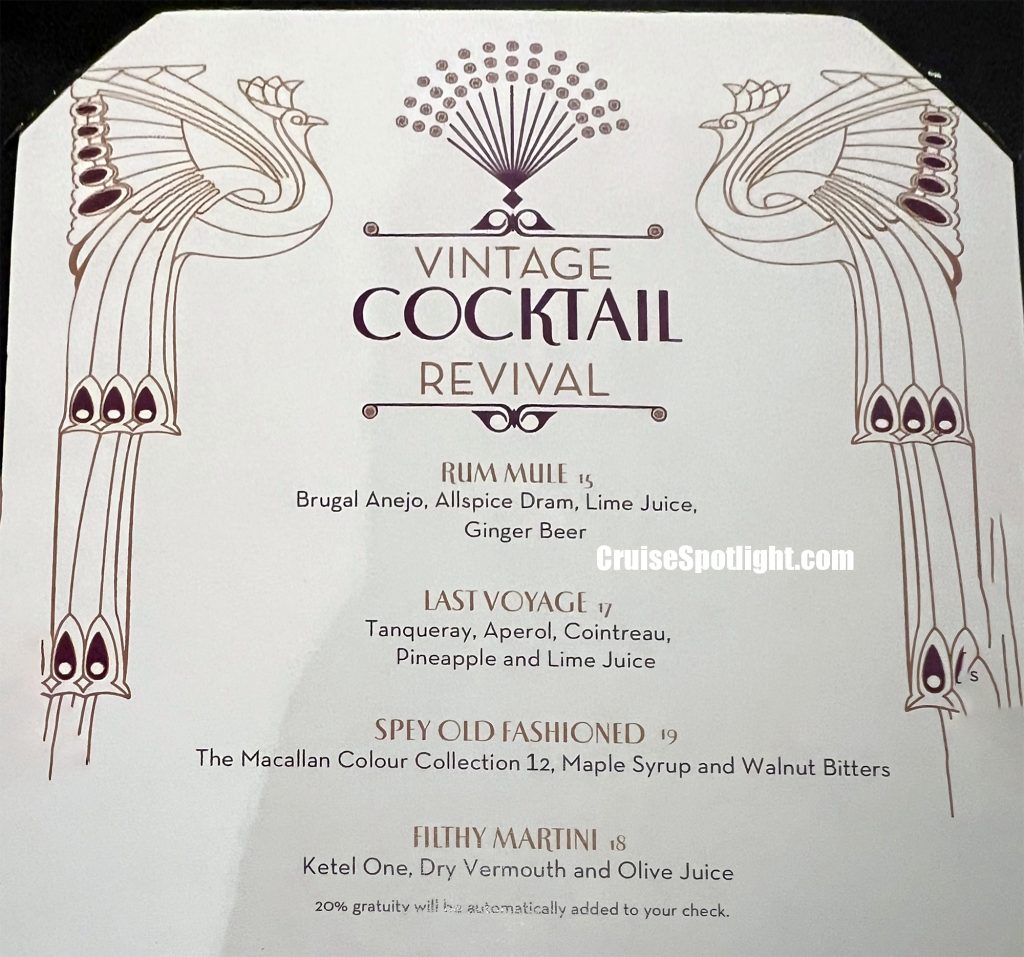 VINTAGE
COCKTAIL
REVIVAL
RUM MULE 15
Brugal Anejo, Allspice Dram, Lime Juice,
Ginger Beer
CruiseSpotlight.com
LAST VOYAGE 17
Tanqueray, Aperol, Cointreau,
Pineapple and Lime Juice
t's
SPEY OLD FASHIONED 19
The Macallan Colour Collection 12, Maple Syrup and Walnut Bitters
FILTHY MARTINI 18
Ketel One, Dry Vermouth and Olive Juice
20% gratuity will be automatically added to your check.